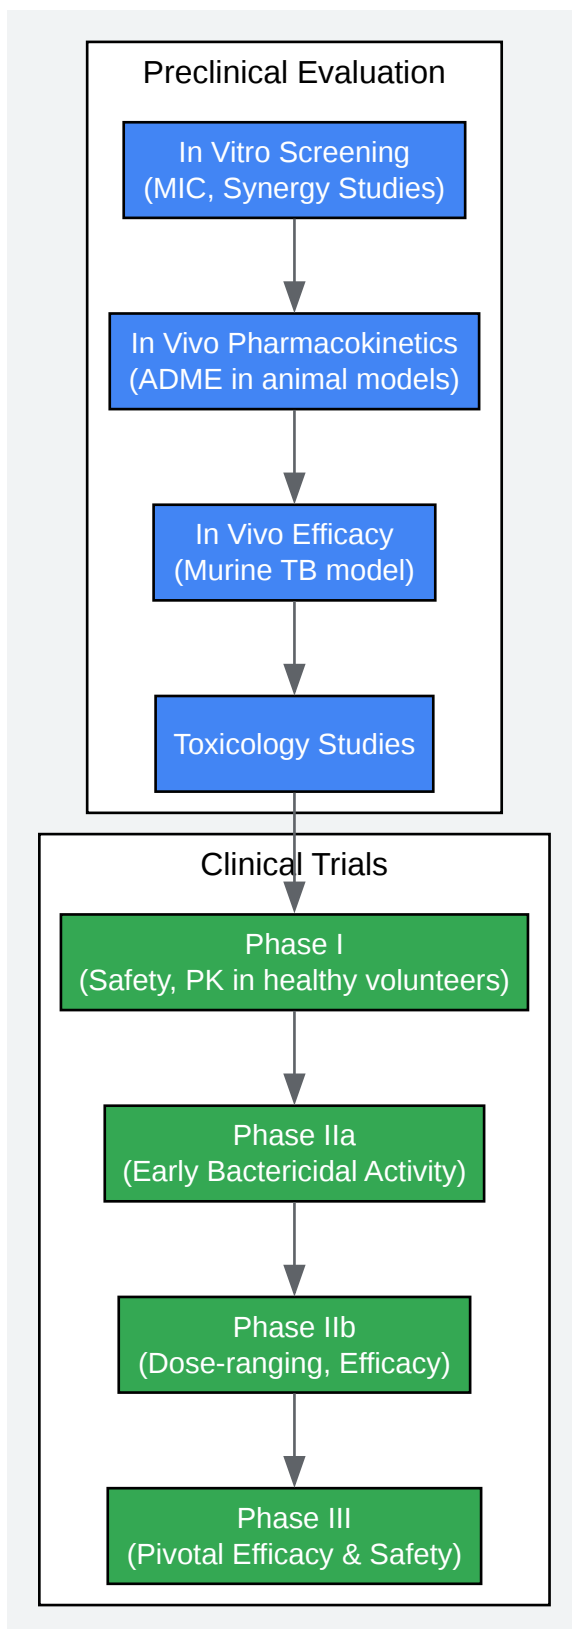 Preclinical Evaluation
In Vitro Screening
(MIC, Synergy Studies)
In Vivo Pharmacokinetics
(ADME in animal models)
In Vivo Efficacy
(Murine TB model)
Toxicology Studies
Clinical Trials
Phase I
(Safety, PK in healthy volunteers)
Phase IIa
(Early Bactericidal Activity)
Phase IIb
(Dose-ranging, Efficacy)
Phase III
(Pivotal Efficacy & Safety)